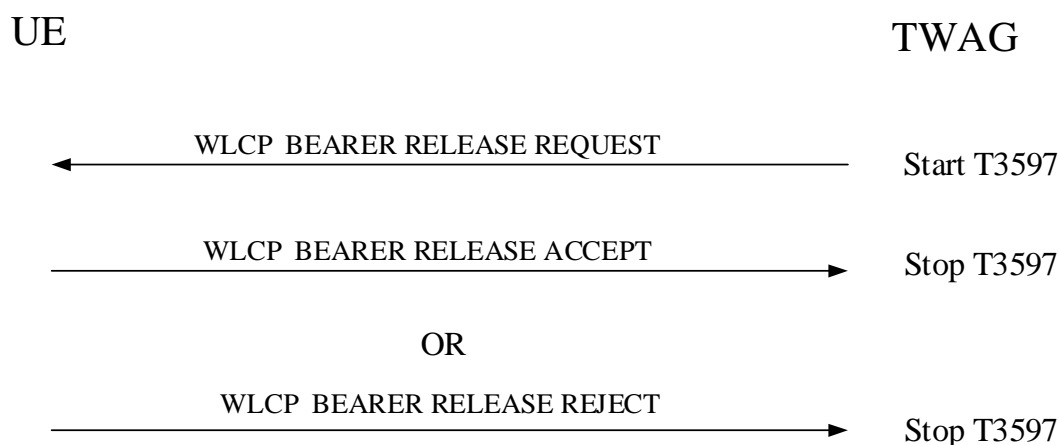 UE TWAG
WLCP BEARER RELEASE REQUEST
Start T3597
WLCP BEARER RELEASE ACCEPT
Stop T3597
OR
WLCP BEARER RELEASE REJECT
Stop T3597